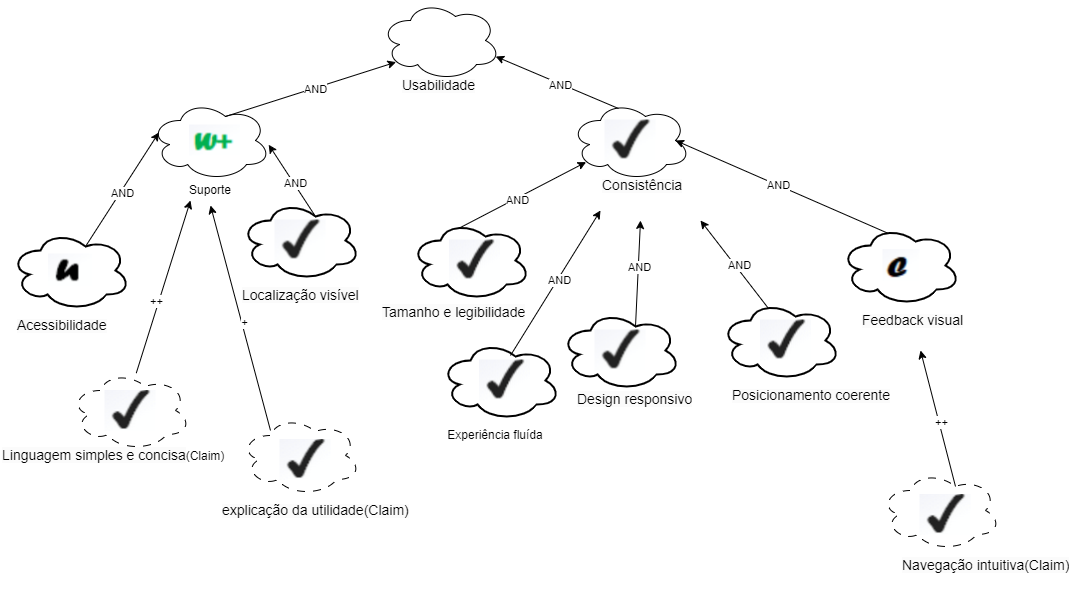 Usabilidade
AND
AND
w+
Suporte
Consistência
AND
AND
AND
AND
u
Acessibilidade
Localização visível
Tamanho e legibilidade
AND
AND
AND
e
Feedback visual
++
+
Experiência fluída
Design responsivo
Posicionamento coerente
++
Linguagem simples e concisa(Claim)
explicação da utilidade(Claim)
Navegação intuitiva(Claim)